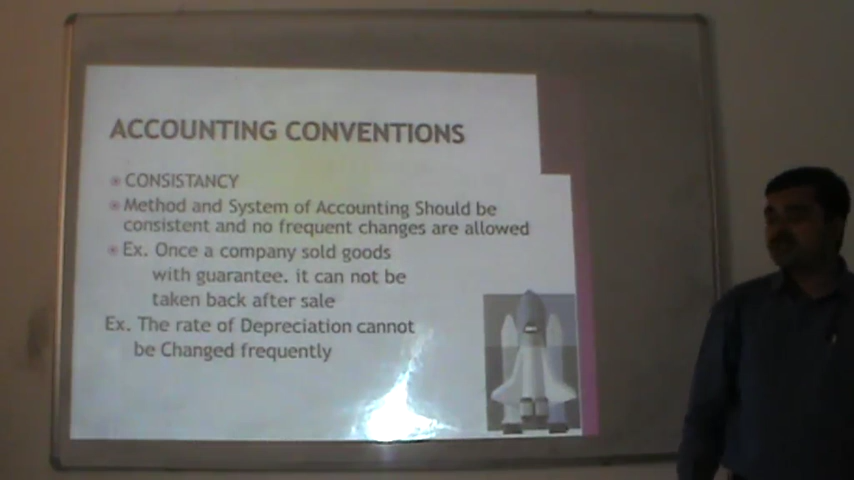 ACCOUNTING CONVENTIONS
CONSISTANCY
Method and System of Accounting Should be
consistent and no frequent changes are allowed
Ex. Once a company sold goods
with guarantee. it can not be
taken back after sale
Ex. The rate of Depreciation cannot
be Changed frequently